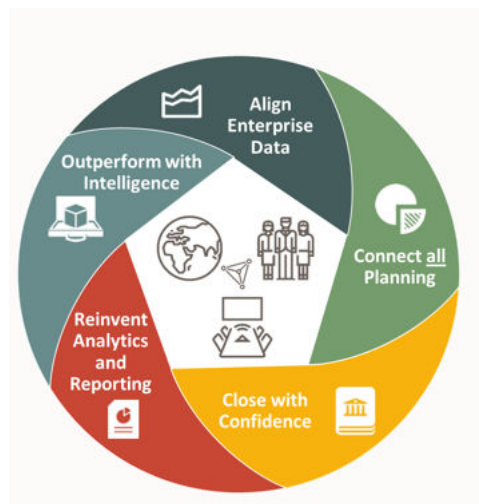 Align
Enterprise
Data
Connect all
Planning
Close with
Confidence
Reinvent
Analytics
and
Reporting
Outperform with
Intelligence